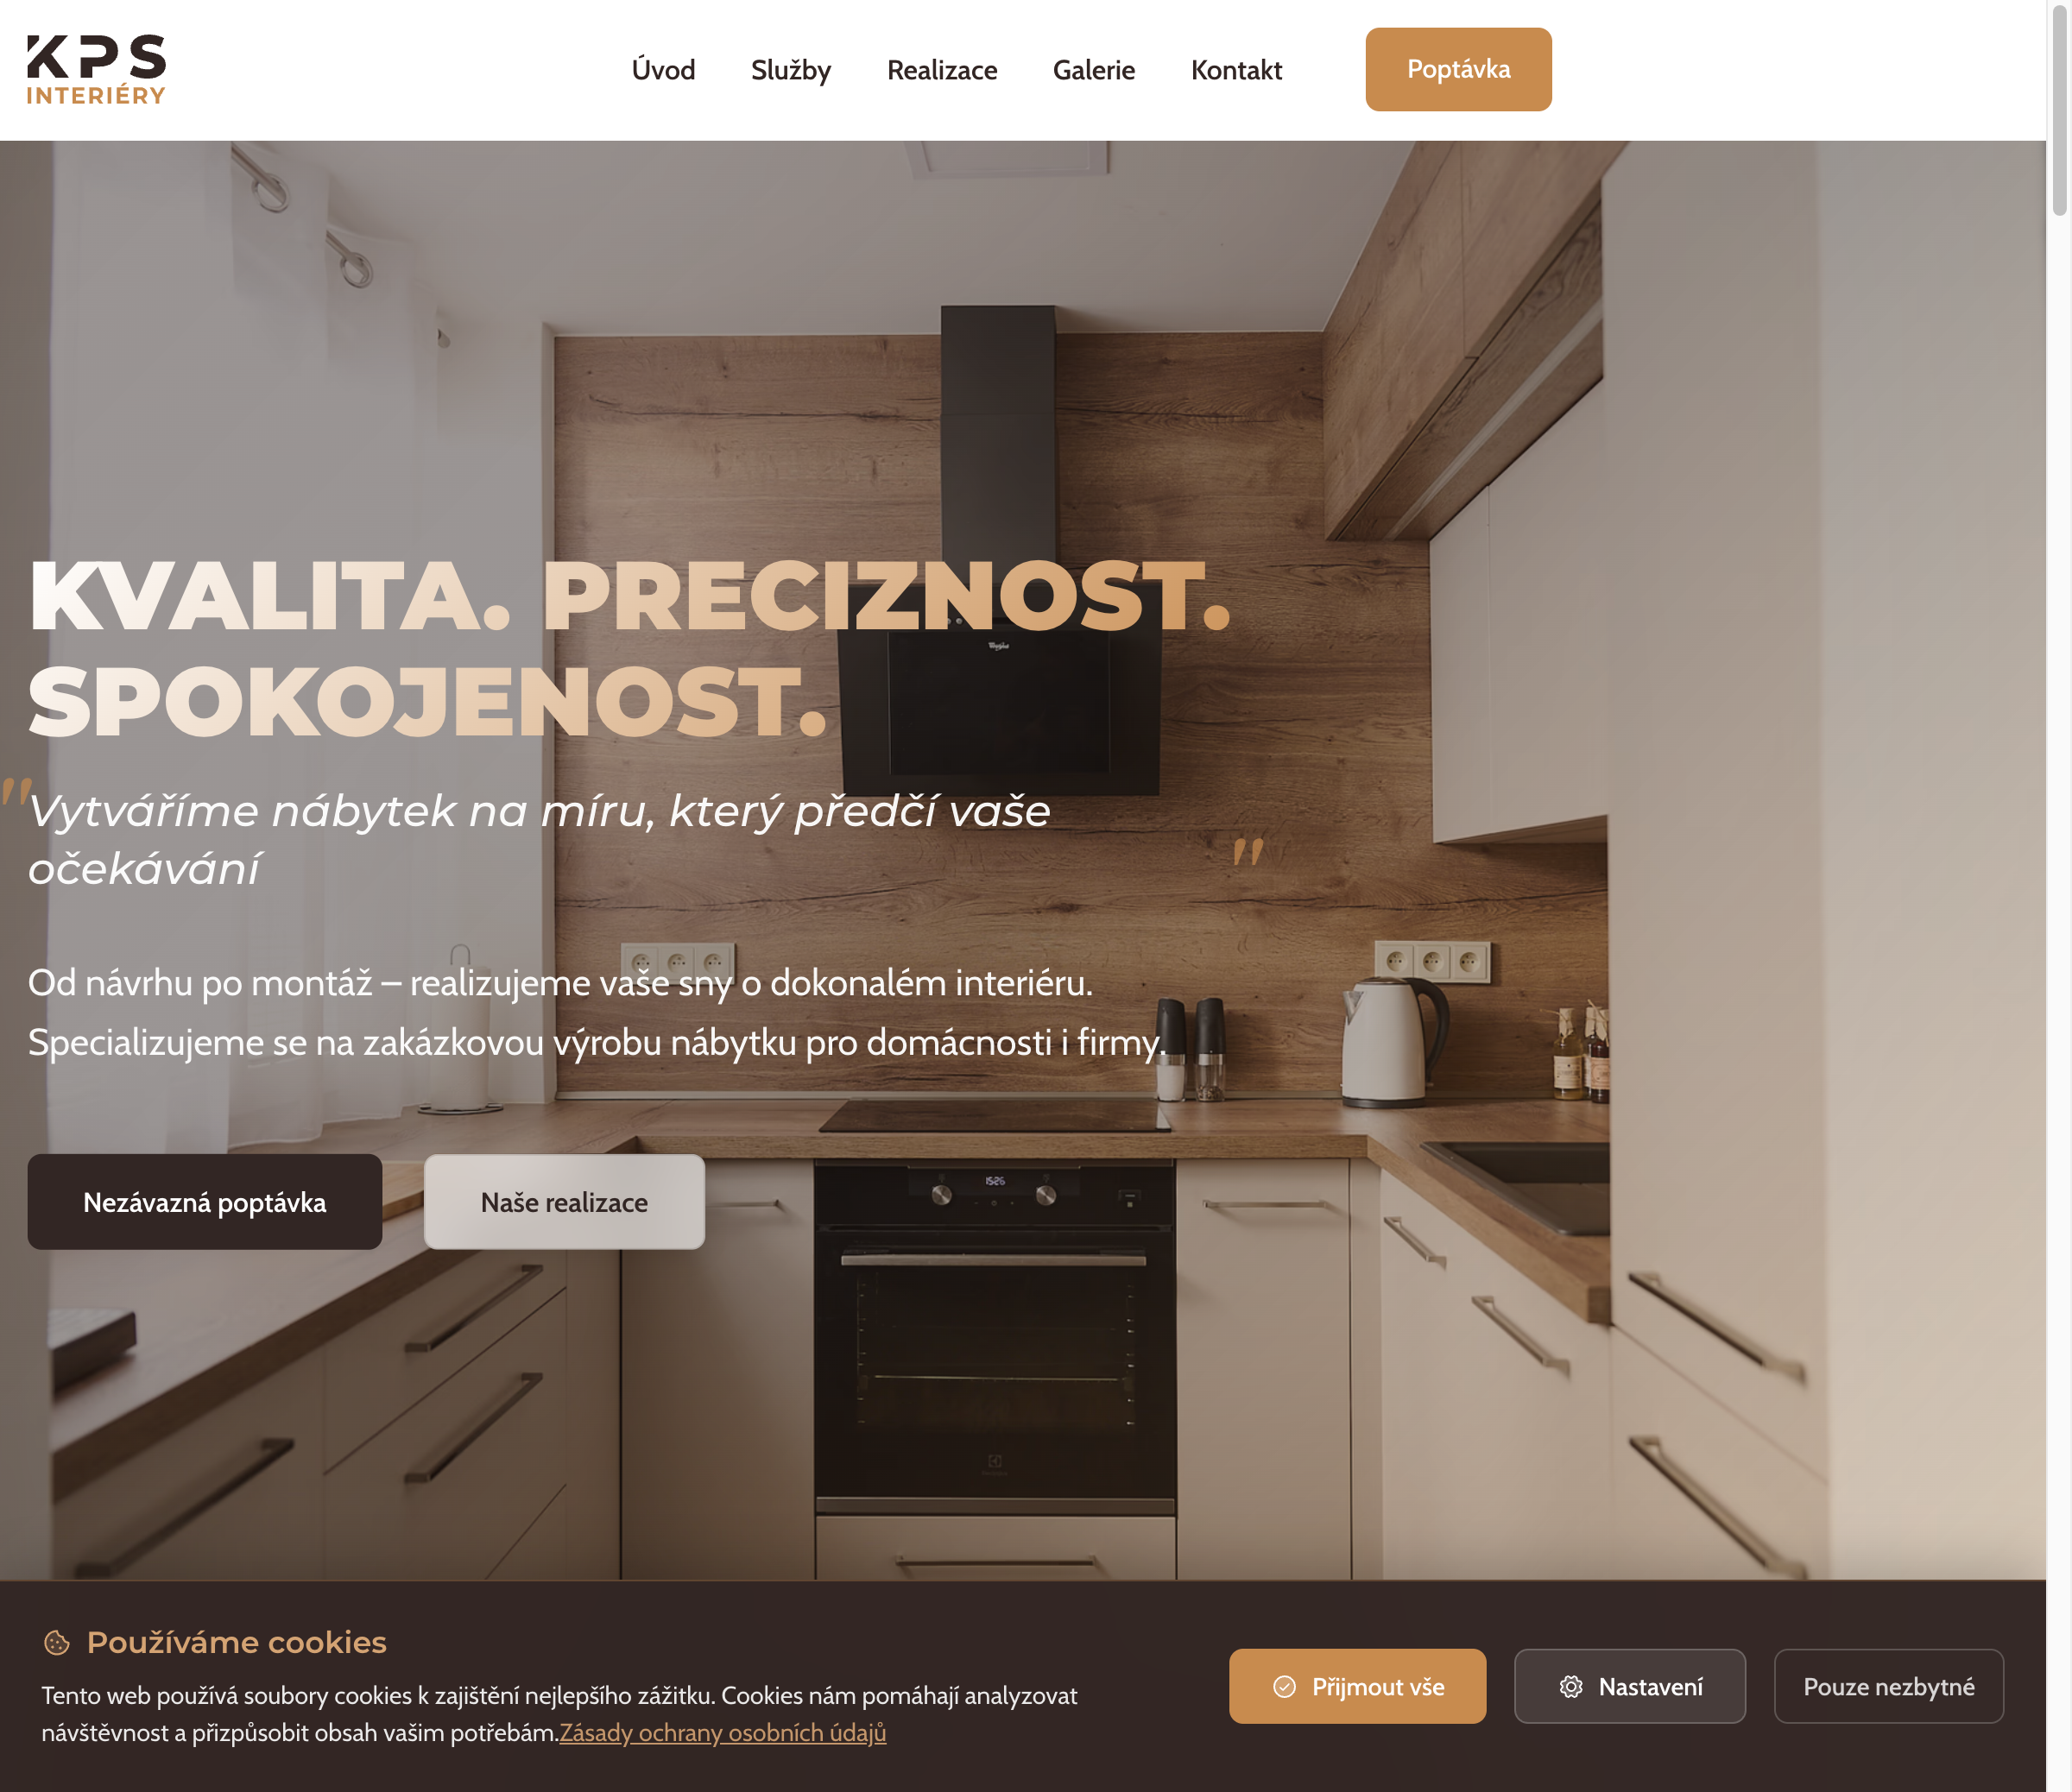 KPS
INTERIÉRY
Úvod
Služby
Realizace
Galerie
Kontakt
Poptávka
KVALITA. PRECIZNOST.
SPOKOJENOST.
"Vytváříme nábytek na míru, který předčí vaše
očekávání"
Od návrhu po montáž – realizujeme vaše sny o dokonalém interiéru.
Specializujeme se na zakázkovou výrobu nábytku pro domácnosti i firmy.
Nezávazná poptávka
Naše realizace
Whirlpool
15:26
Používáme cookies
Tento web používá soubory cookies k zajištění nejlepšího zážitku. Cookies nám pomáhají analyzovat
návštěvnost a přizpůsobit obsah vašim potřebám.Zásady ochrany osobních údajů
Přijmout vše
Nastavení
Pouze nezbytné